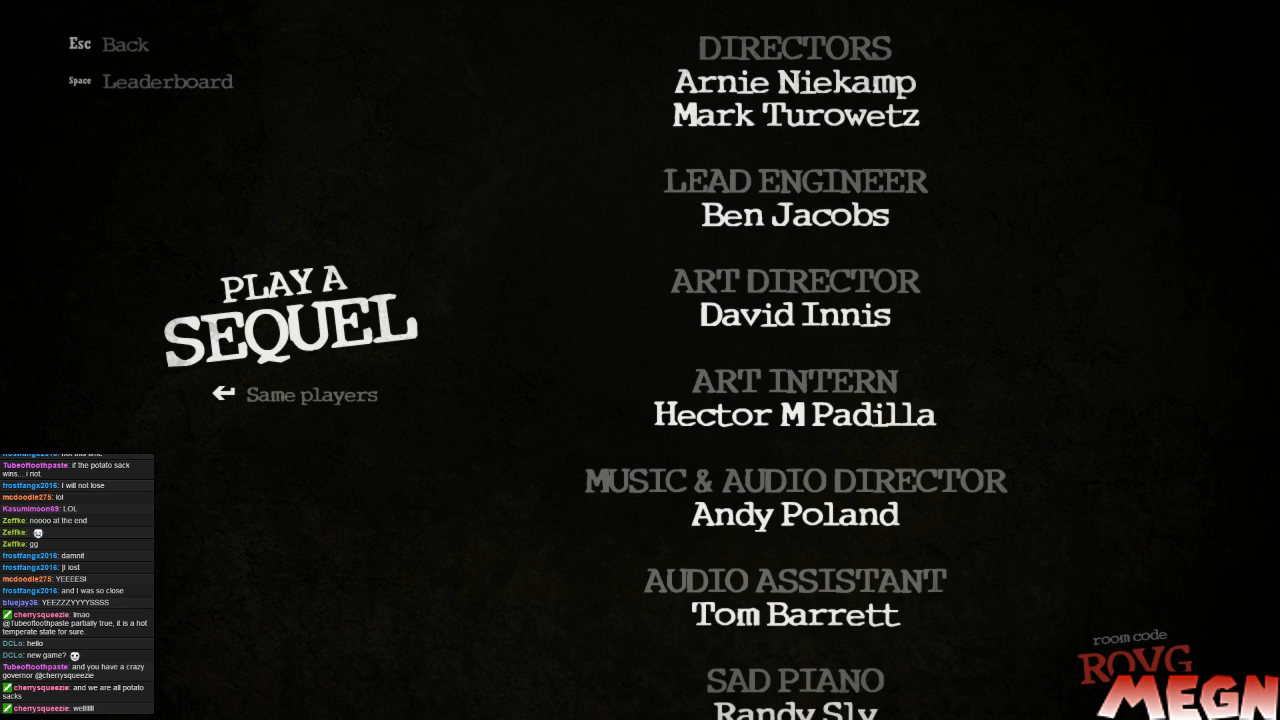 Esc Back
Space Leaderboard
PLAY A
SEQUEL
Same players
DIRECTORS
Arnie Niekamp
Mark Turowetz
LEAD ENGINEER
Ben Jacobs
ART DIRECTOR
David Innis
ART INTERN
Hector M Padilla
MUSIC & AUDIO DIRECTOR
Andy Poland
AUDIO ASSISTANT
Tom Barrett
SAD PIANO
Randy Sly
Tubeoftoothpaste: if the potato sack
wins....i riot.
frostfangx2016: I will not lose
mcdoodle275: lol
Kasumimoon69: LOL
Zeffke: noooo at the end
Zeffke:
Zeffke: gg
frostfangx2016: damnit
frostfangx2016: ]I lost
mcdoodle275: YEEEES!
frostfangx2016: and I was so close
bluejay36: YEEZZZYYYYSSSS
cherrysqueezie: lmao
@Tubeoftoothpaste partially true, it is a hot
temperate state for sure.
DCLo: hello
DCLo: new game?
Tubeoftoothpaste: and you have a crazy
governor @cherrysqueezie
cherrysqueezie: and we are all potato
sacks
cherrysqueezie: wellllllll
room code
ROVG
MEGN